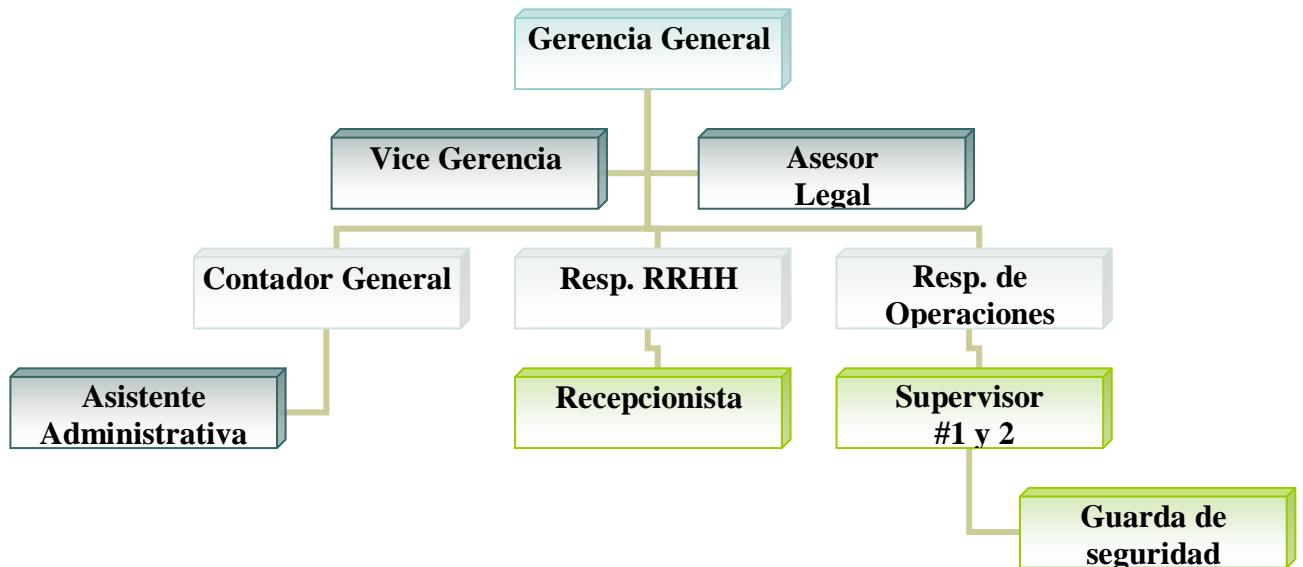 Gerencia General
Vice Gerencia
Asesor
Legal
Contador General
Resp. RRHH
Resp. de
Operaciones
Asistente
Administrativa
Recepcionista
Supervisor
#1 y 2
Guarda de
seguridad